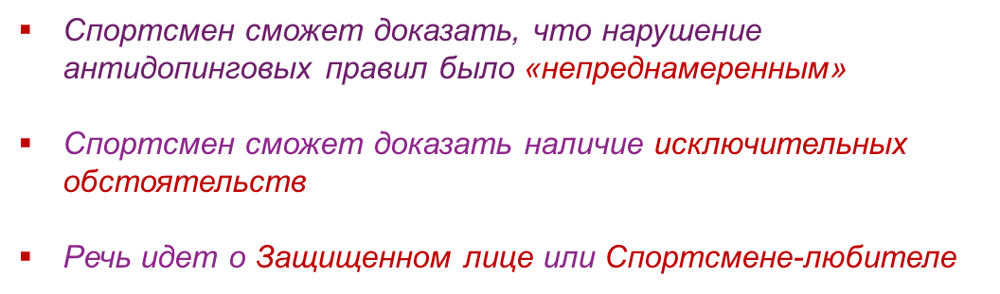 ▪ Спортсмен сможет доказать, что нарушение
антидопинговых правил было «непреднамеренным»
▪ Спортсмен сможет доказать наличие исключительных
обстоятельств
▪ Речь идет о Защищенном лице или Спортсмене-любителе